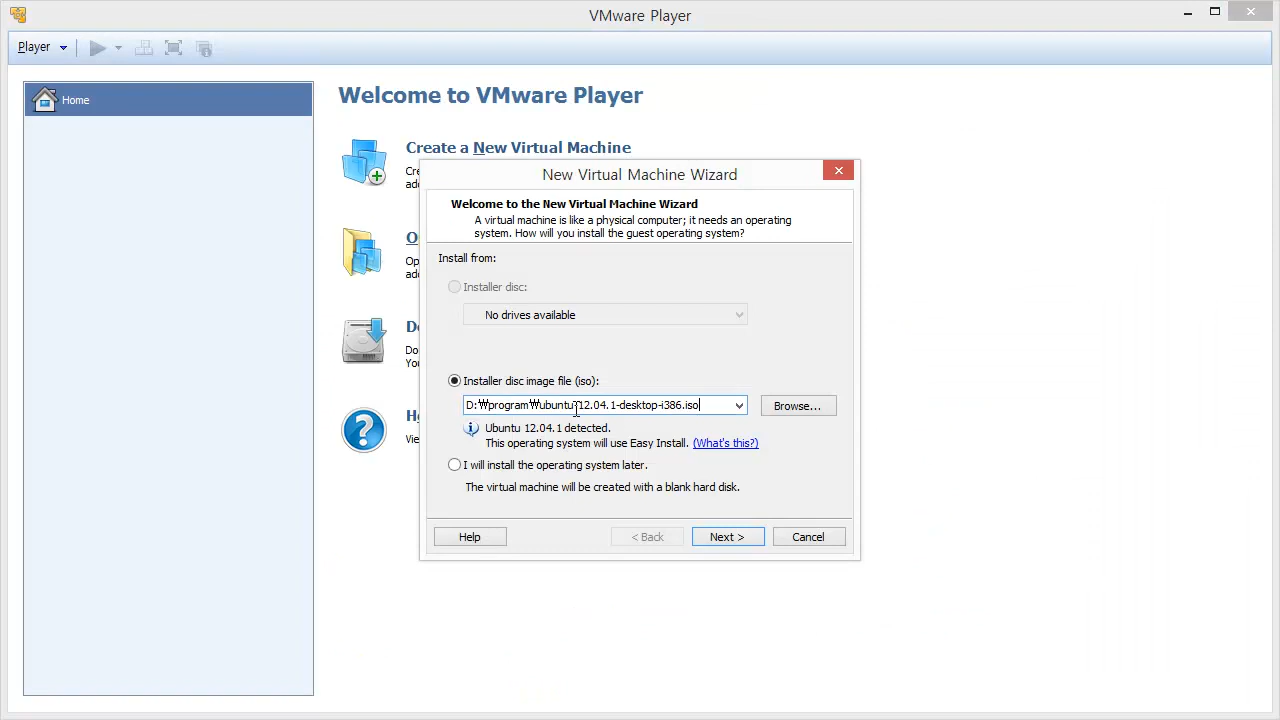 VMware Player
Player
Home
Welcome to VMware Player
Create a New Virtual Machine
Cre
ad
O
Op
ad
Do
Do
You
H
Vie
New Virtual Machine Wizard
Welcome to the New Virtual Machine Wizard
A virtual machine is like a physical computer; it needs an operating
system. How will you install the guest operating system?
Install from:
Installer disc:
No drives available
Installer disc image file (iso):
D:₩program₩ubuntu-12.04.1-desktop-i386.iso
Browse...
Ubuntu 12.04.1 detected.
This operating system will use Easy Install. (What's this?)
I will install the operating system later.
The virtual machine will be created with a blank hard disk.
Help
< Back
Next >
Cancel